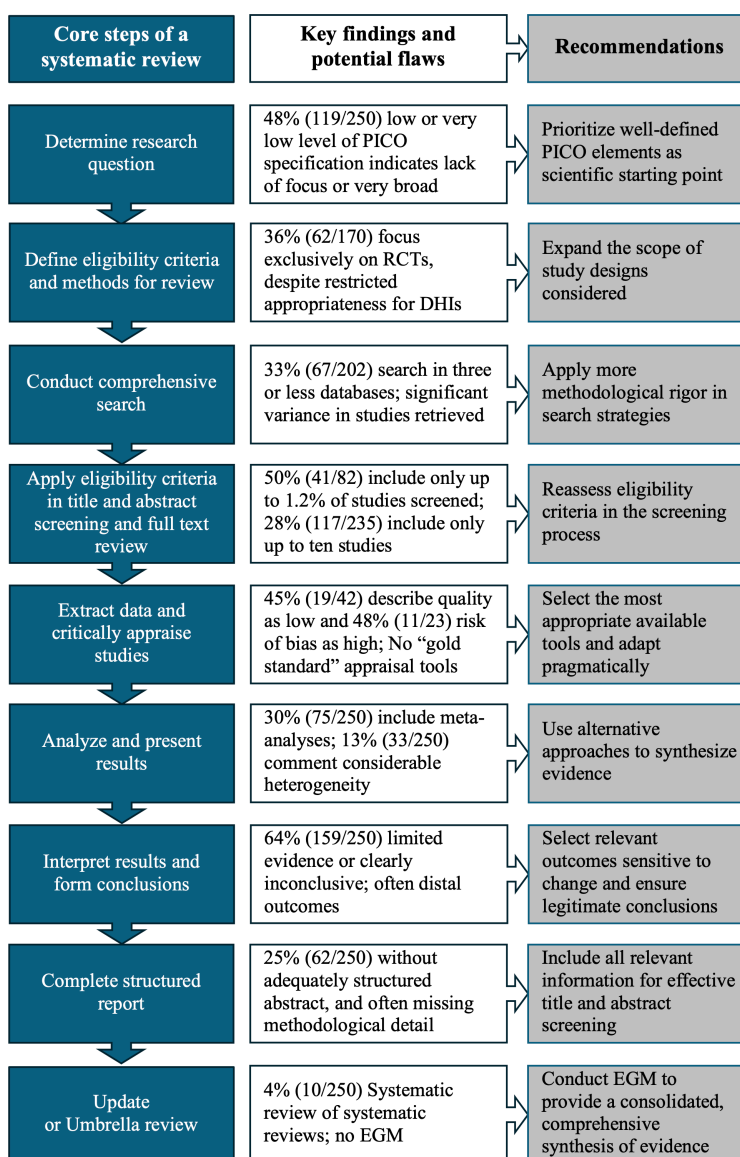 Core steps of a
systematic review
Key findings and
potential flaws
Recommendations
Determine research
question
48% (119/250) low or very
low level of PICO
specification indicates lack
of focus or very broad
Prioritize well-defined
PICO elements as
scientific starting point
Define eligibility criteria
and methods for review
36% (62/170) focus
exclusively on RCTs,
despite restricted
appropriateness for DHIs
Expand the scope of
study designs
considered
Conduct comprehensive
search
33% (67/202) search in three
or less databases; significant
variance in studies retrieved
Apply more
methodological rigor in
search strategies
Apply eligibility criteria
in title and abstract
screening and full text
review
50% (41/82) include only up
to 1.2% of studies screened;
28% (117/235) include only
up to ten studies
Reassess eligibility
criteria in the screening
process
Extract data and
critically appraise
studies
45% (19/42) describe quality
as low and 48% (11/23) risk
of bias as high; No “gold
standard” appraisal tools
Select the most
appropriate available
tools and adapt
pragmatically
Analyze and present
results
30% (75/250) include meta-
analyses; 13% (33/250)
comment considerable
heterogeneity
Use alternative
approaches to synthesize
evidence
Interpret results and
form conclusions
64% (159/250) limited
evidence or clearly
inconclusive; often distal
outcomes
Select relevant
outcomes sensitive to
change and ensure
legitimate conclusions
Complete structured
report
25% (62/250) without
adequately structured
abstract, and often missing
methodological detail
Include all relevant
information for effective
title and abstract
screening
Update
or Umbrella review
4% (10/250) Systematic
review of systematic
reviews; no EGM
Conduct EGM to
provide a consolidated,
comprehensive
synthesis of evidence